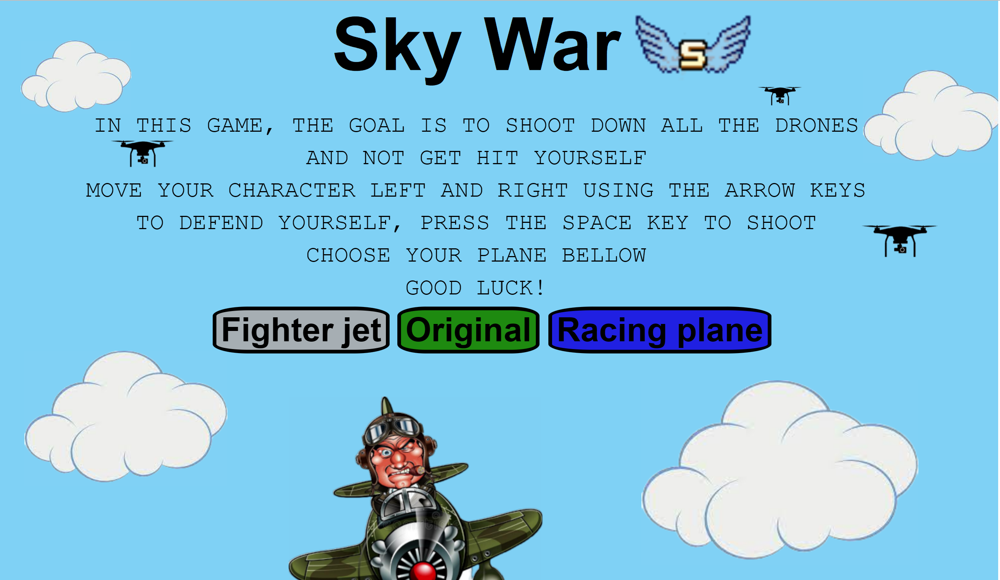 Sky War
S
IN THIS GAME, THE GOAL IS TO SHOOT DOWN ALL THE DRONES
AND NOT GET HIT YOURSELF
MOVE YOUR CHARACTER LEFT AND RIGHT USING THE ARROW KEYS
TO DEFEND YOURSELF, PRESS THE SPACE KEY TO SHOOT
CHOOSE YOUR PLANE BELLOW
GOOD LUCK!
Fighter jet Original Racing plane